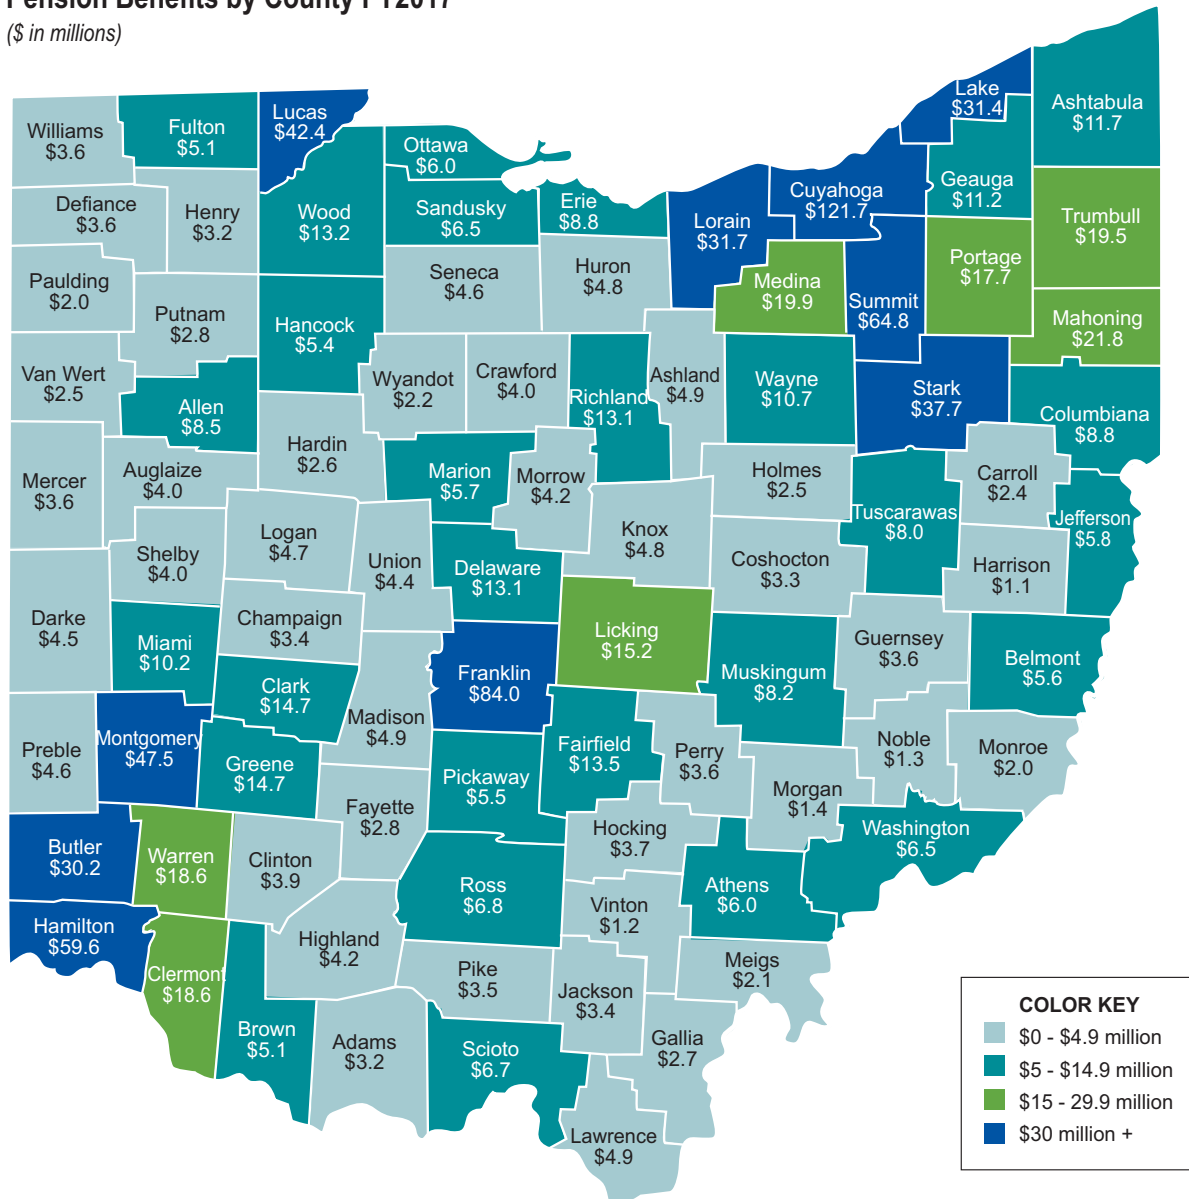 Pension Benefits by County FY2017
($ in millions)
Williams
$3.6
Fulton
$5.1
Lucas
$42.4
Ottawa
$6.0
Lake
$31.4
Ashtabula
$11.7
Defiance
$3.6
Henry
$3.2
Wood
$13.2
Sandusky
$6.5
Erie
$8.8
Lorain
$31.7
Cuyahoga
$121.7
Geauga
$11.2
Trumbull
$19.5
Paulding
$2.0
Putnam
$2.8
Hancock
$5.4
Seneca
$4.6
Huron
$4.8
Medina
$19.9
Summit
$64.8
Portage
$17.7
Mahoning
$21.8
Van Wert
$2.5
Allen
$8.5
Wyandot
$2.2
Crawford
$4.0
Richland
$13.1
Ashland
$4.9
Wayne
$10.7
Stark
$37.7
Columbiana
$8.8
Mercer
$3.6
Auglaize
$4.0
Hardin
$2.6
Marion
$5.7
Morrow
$4.2
Holmes
$2.5
Tuscarawas
$8.0
Carroll
$2.4
Jefferson
$5.8
Shelby
$4.0
Logan
$4.7
Union
$4.4
Delaware
$13.1
Knox
$4.8
Coshocton
$3.3
Harrison
$1.1
Darke
$4.5
Miami
$10.2
Champaign
$3.4
Clark
$14.7
Franklin
$84.0
Licking
$15.2
Muskingum
$8.2
Guernsey
$3.6
Belmont
$5.6
Preble
$4.6
Montgomery
$47.5
Greene
$14.7
Madison
$4.9
Pickaway
$5.5
Fairfield
$13.5
Perry
$3.6
Morgan
$1.4
Noble
$1.3
Monroe
$2.0
Butler
$30.2
Warren
$18.6
Clinton
$3.9
Fayette
$2.8
Ross
$6.8
Hocking
$3.7
Athens
$6.0
Washington
$6.5
Hamilton
$59.6
Clermont
$18.6
Highland
$4.2
Pike
$3.5
Vinton
$1.2
Jackson
$3.4
Meigs
$2.1
Brown
$5.1
Adams
$3.2
Scioto
$6.7
Gallia
$2.7
Lawrence
$4.9
COLOR KEY
$0 - $4.9 million
$5 - $14.9 million
$15 - 29.9 million
$30 million +